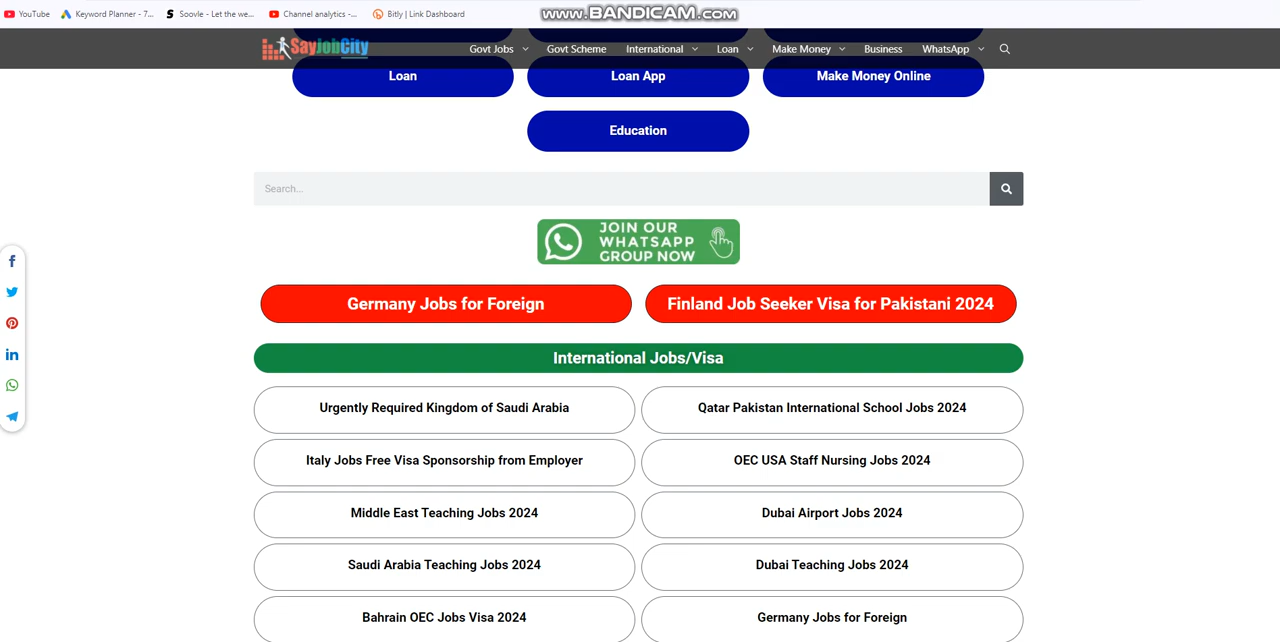 YouTube
Keyword Planner - 7...
Soovle - Let the we...
Channel analytics -...
Bitly | Link Dashboard
www.BANDICAM.com
SayJobCity
Govt Jobs
Govt Scheme
International
Loan
Make Money
Business
WhatsApp
Loan
Loan App
Make Money Online
Education
Search...
JOIN OUR
WHATSAPP
GROUP NOW
Germany Jobs for Foreign
Finland Job Seeker Visa for Pakistani 2024
International Jobs/Visa
Urgently Required Kingdom of Saudi Arabia
Qatar Pakistan International School Jobs 2024
Italy Jobs Free Visa Sponsorship from Employer
OEC USA Staff Nursing Jobs 2024
Middle East Teaching Jobs 2024
Dubai Airport Jobs 2024
Saudi Arabia Teaching Jobs 2024
Dubai Teaching Jobs 2024
Bahrain OEC Jobs Visa 2024
Germany Jobs for Foreign